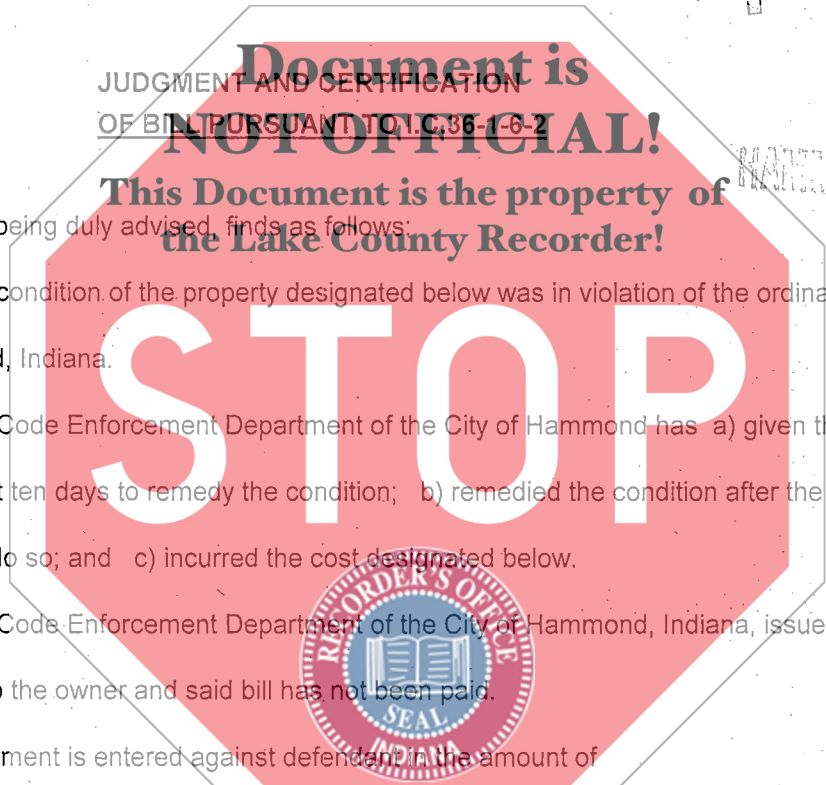 Document is
JUDGMENT AND CERTIFICATION
NOT OFFICIAL!
OF BILL PURSUANT TO I.C.36-1-6-2
This Document is the property of
being duly advised, finds as follows:
the Lake County Recorder!
condition of the property designated below was in violation of the ordina
d, Indiana.
STOP
Code Enforcement Department of the City of Hammond has a) given th
t ten days to remedy the condition; b) remedied the condition after the
do so; and c) incurred the cost designated below.
RECORDER'S OFFICE
Code Enforcement Department of the City of Hammond, Indiana, issue
o the owner and said bill has not been paid.
SEAL
INDIANA
ment is entered against defendant in the amount of